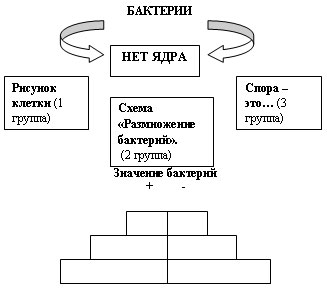 БАКТЕРИИ
НЕТ ЯДРА
Рисунок
клетки (1
группа)
Схема
«Размножение
бактерий».
(2 группа)
Спора –
это… (3
группа)
Значение бактерий
+ -